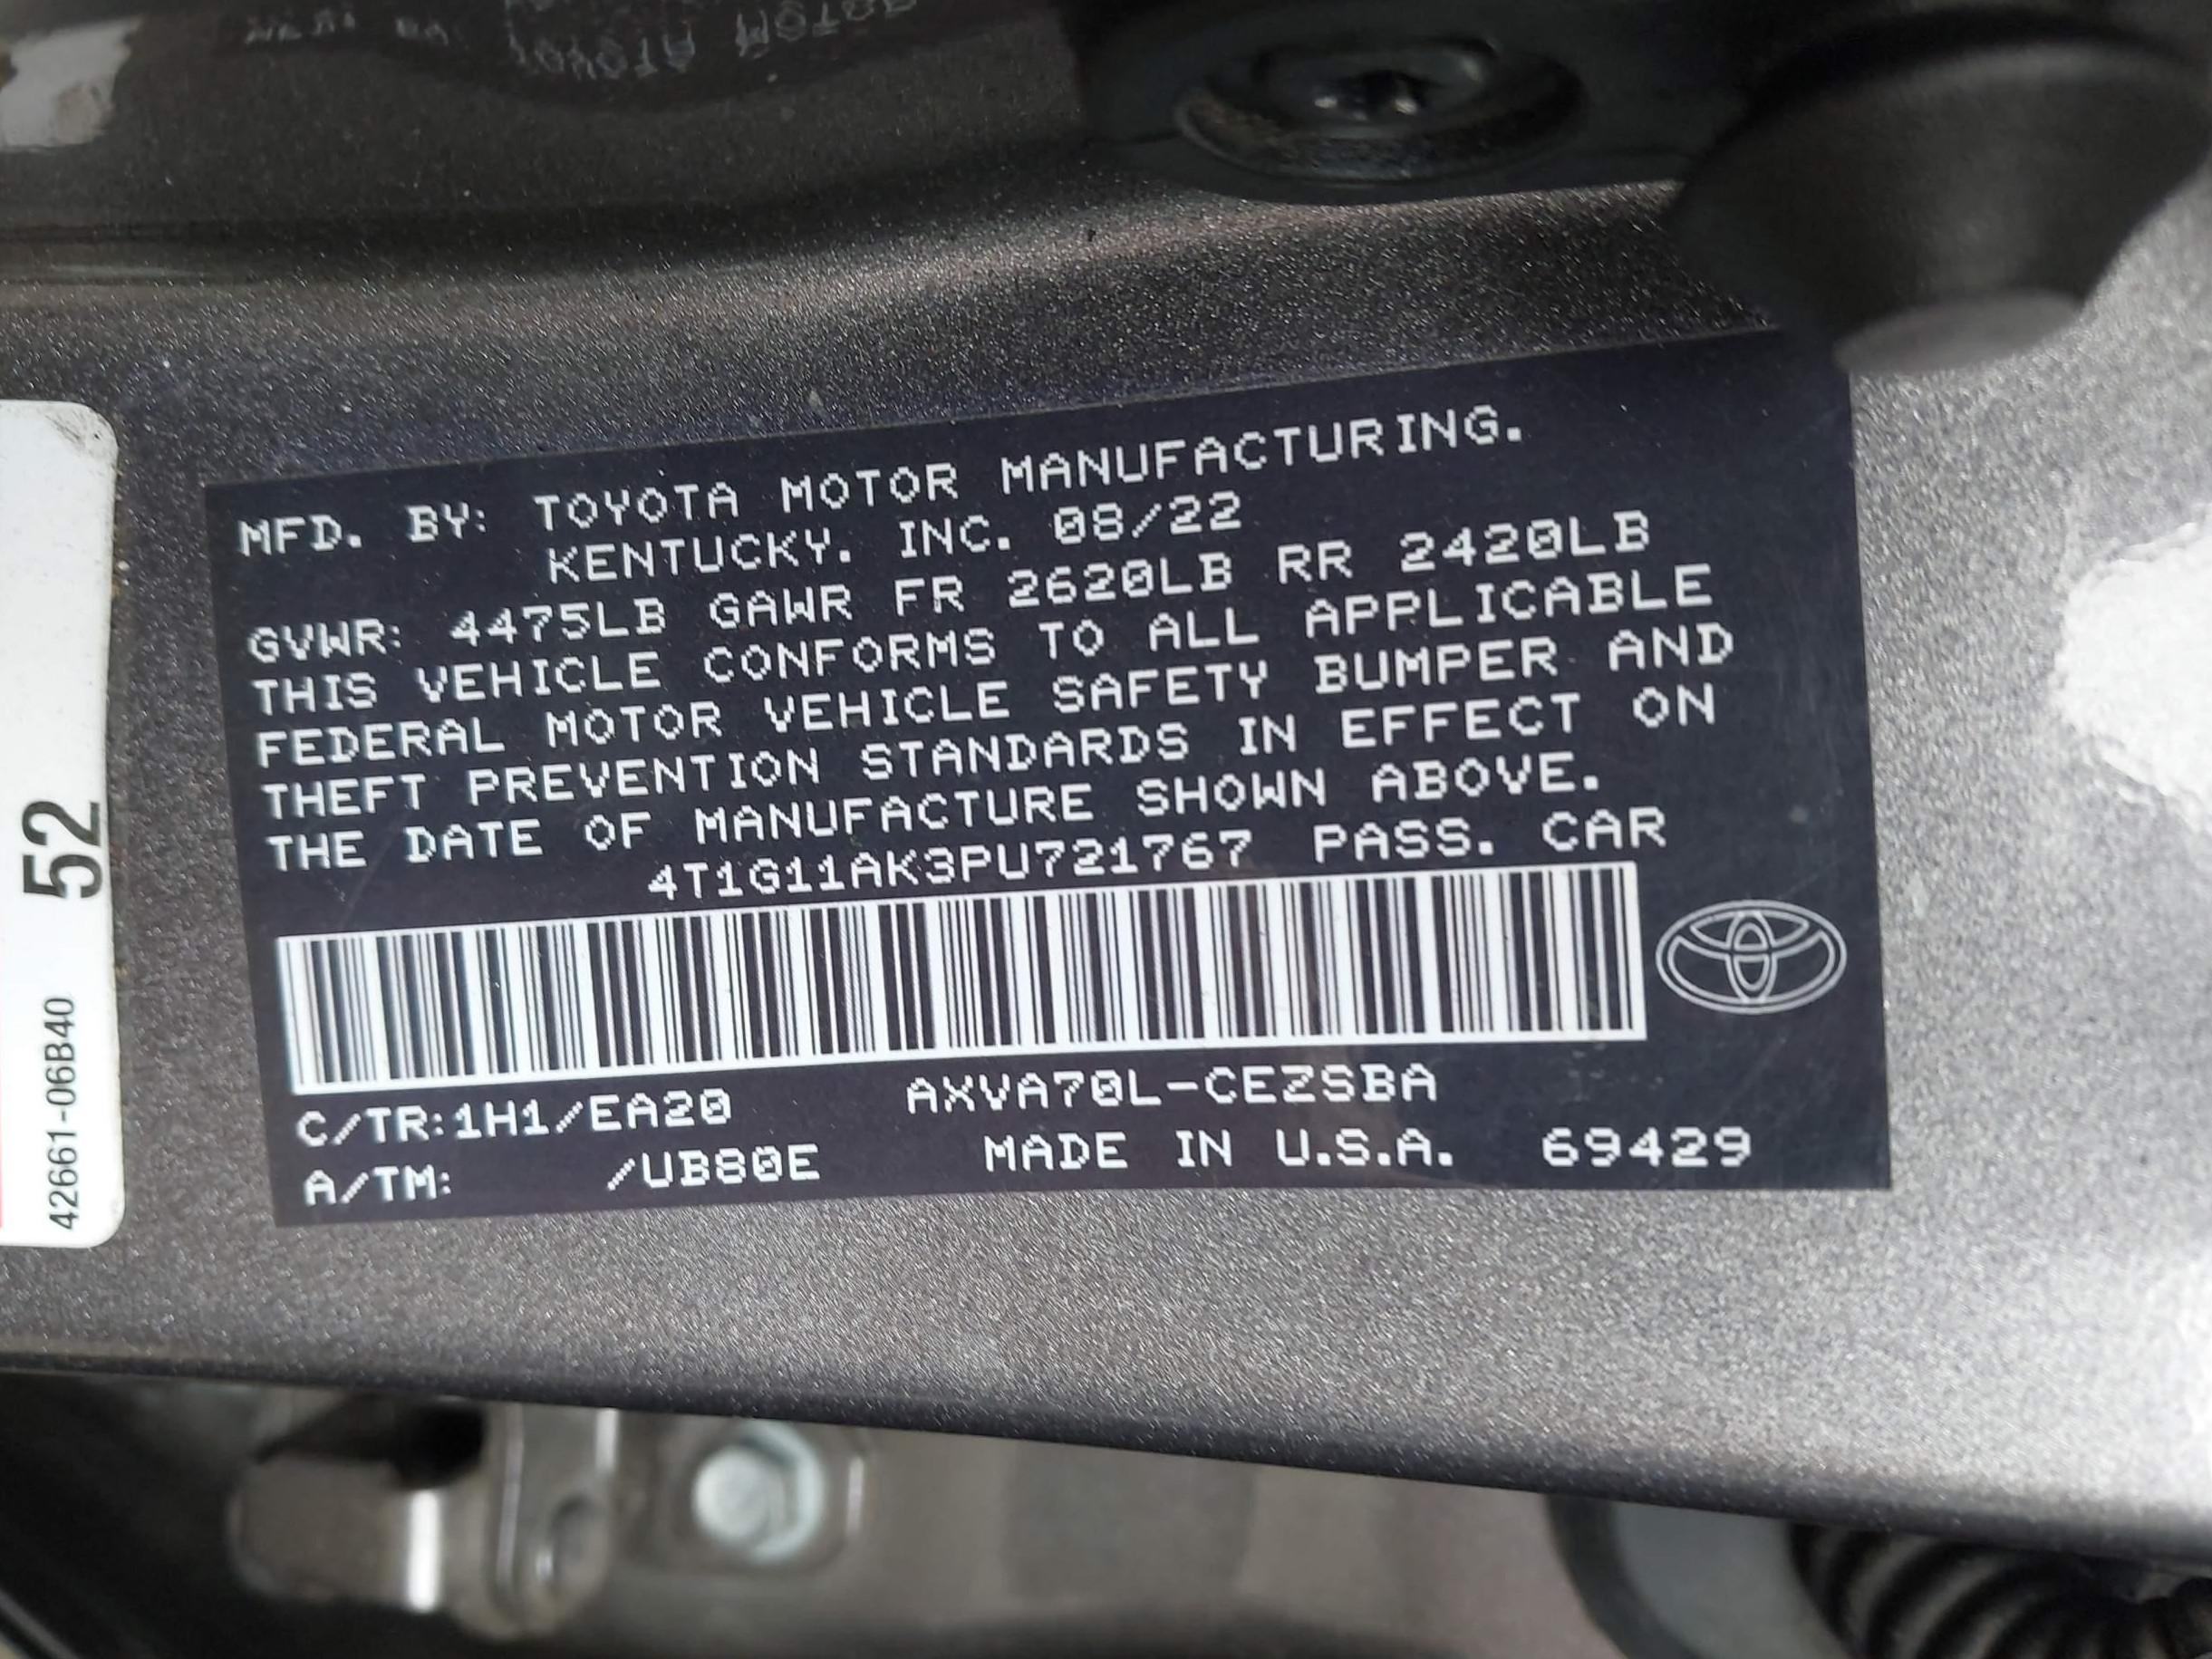 MFD. BY: TOYOTA MOTOR MANUFACTURING.
KENTUCKY. INC. 08/22
GVWR: 4475LB GAWR FR 2620LB RR 2420LB
THIS VEHICLE CONFORMS TO ALL APPLICABLE
FEDERAL MOTOR VEHICLE SAFETY BUMPER AND
THEFT PREVENTION STANDARDS IN EFFECT ON
THE DATE OF MANUFACTURE SHOWN ABOVE.
4T1G11AK3PU721767 PASS. CAR
C/TR:1H1/EA20 AXVA70L-CEZSBA
A/TM: /UB80E MADE IN U.S.A. 69429
52
42661-06B40